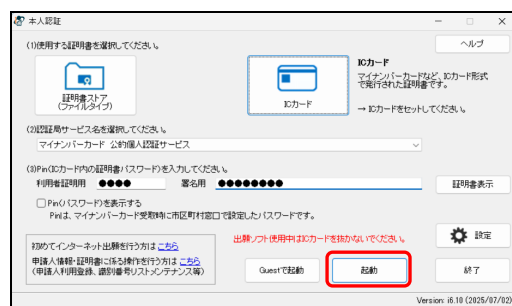 本人認証
(1)使用する証明書を選択してください。
ヘルプ
証明書ストア
(ファイルタイプ)
ICカード
ICカード
マイナンバーカードなど、ICカード形式
で発行された証明書です。
→ ICカードをセットしてください。
(2)認証局サービス名を選択してください。
マイナンバーカード 公的個人認証サービス
(3)Pin(ICカード内の証明書パスワード)を入力してください。
利用者証明用 ●●●● 署名用 ●●●●●●●●
証明書表示
Pin(パスワード)を表示する
Pinは、マイナンバーカード受取時に市区町村窓口で設定したパスワードです。
出願ソフト使用中はICカードを抜かないでください。
設定
初めてインターネット出願を行う方は こちら
申請人情報・証明書に係る操作を行う方は こちら
(申請人利用登録、識別番号リストメンテナンス等)
Guestで起動
起動
終了
Version: i6.10 (2025/07/02)